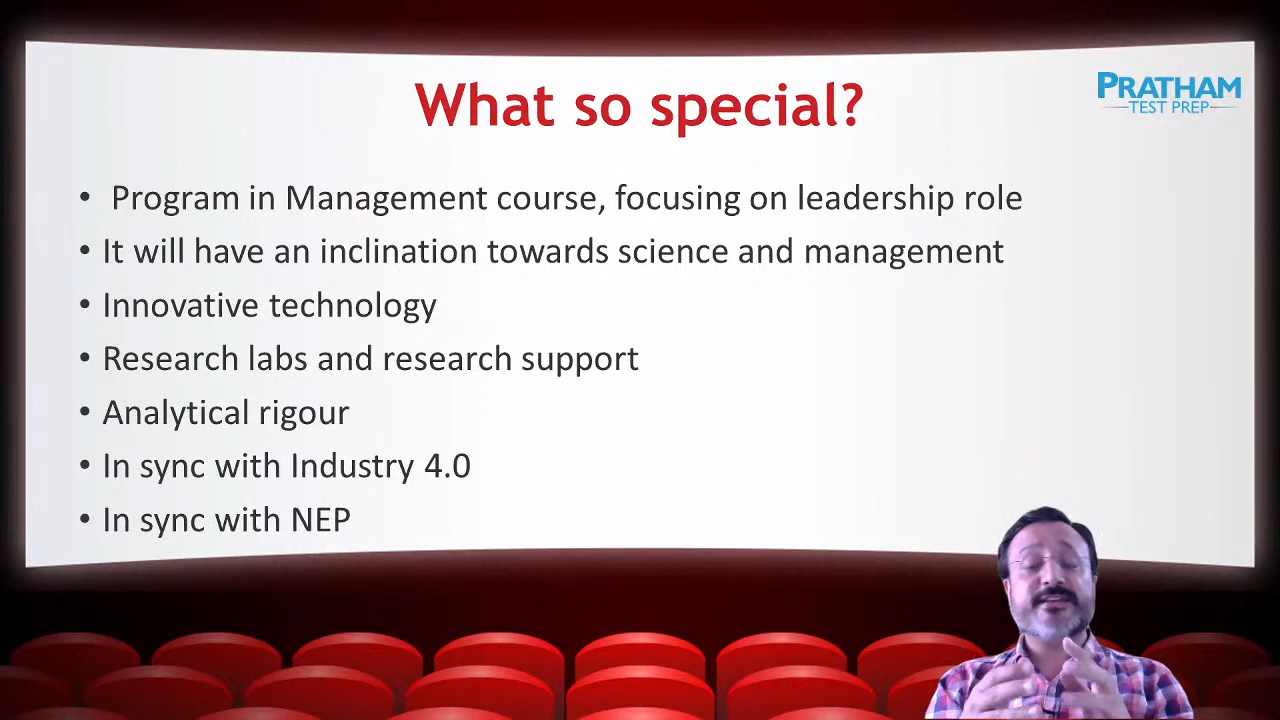 What so special?
PRATHAM
TEST PREP
• Program in Management course, focusing on leadership role
• It will have an inclination towards science and management
• Innovative technology
• Research labs and research support
• Analytical rigour
• In sync with Industry 4.0
• In sync with NEP